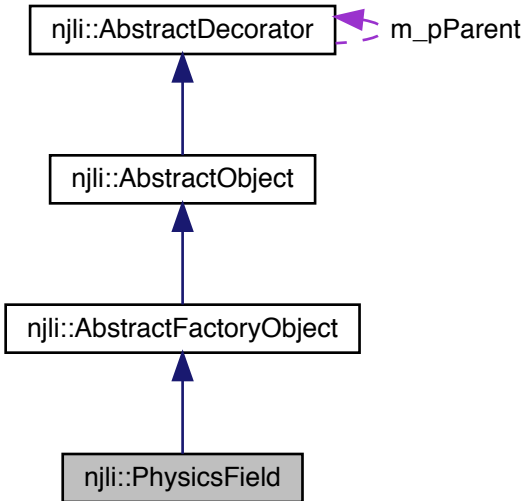 njli::AbstractDecorator
m_pParent
njli::AbstractObject
njli::AbstractFactoryObject
njli::PhysicsField